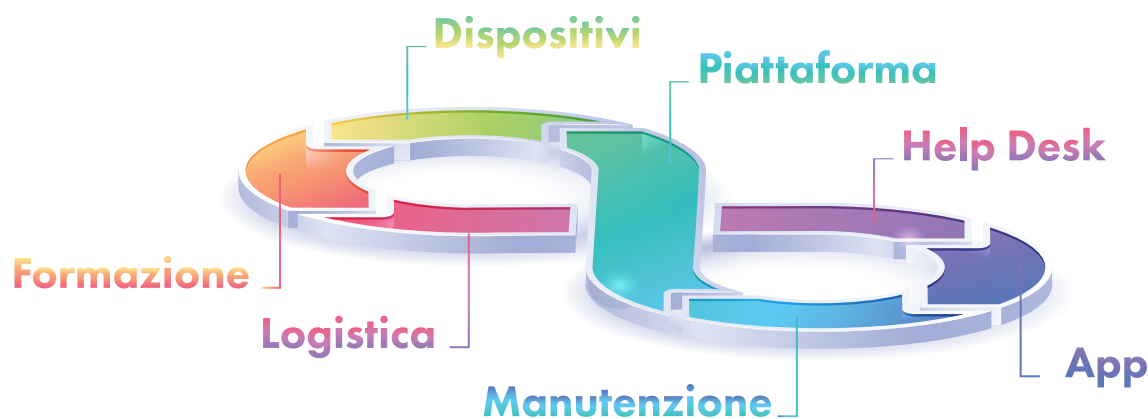 Dispositivi
Piattaforma
Help Desk
Formazione
Logistica
App
Manutenzione